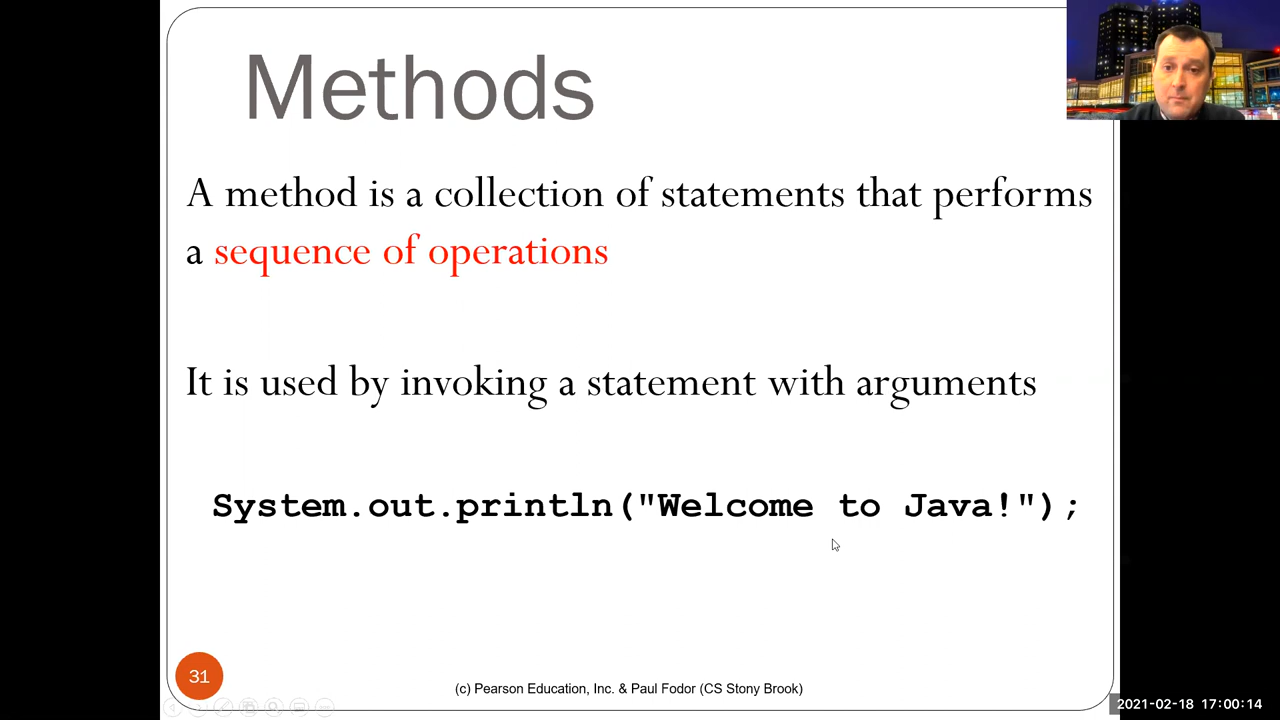 Methods
A method is a collection of statements that performs
a sequence of operations
It is used by invoking a statement with arguments
System.out.println("Welcome to Java!");
31
(c) Pearson Education, Inc. & Paul Fodor (CS Stony Brook)
2021-02-18 17:00:14